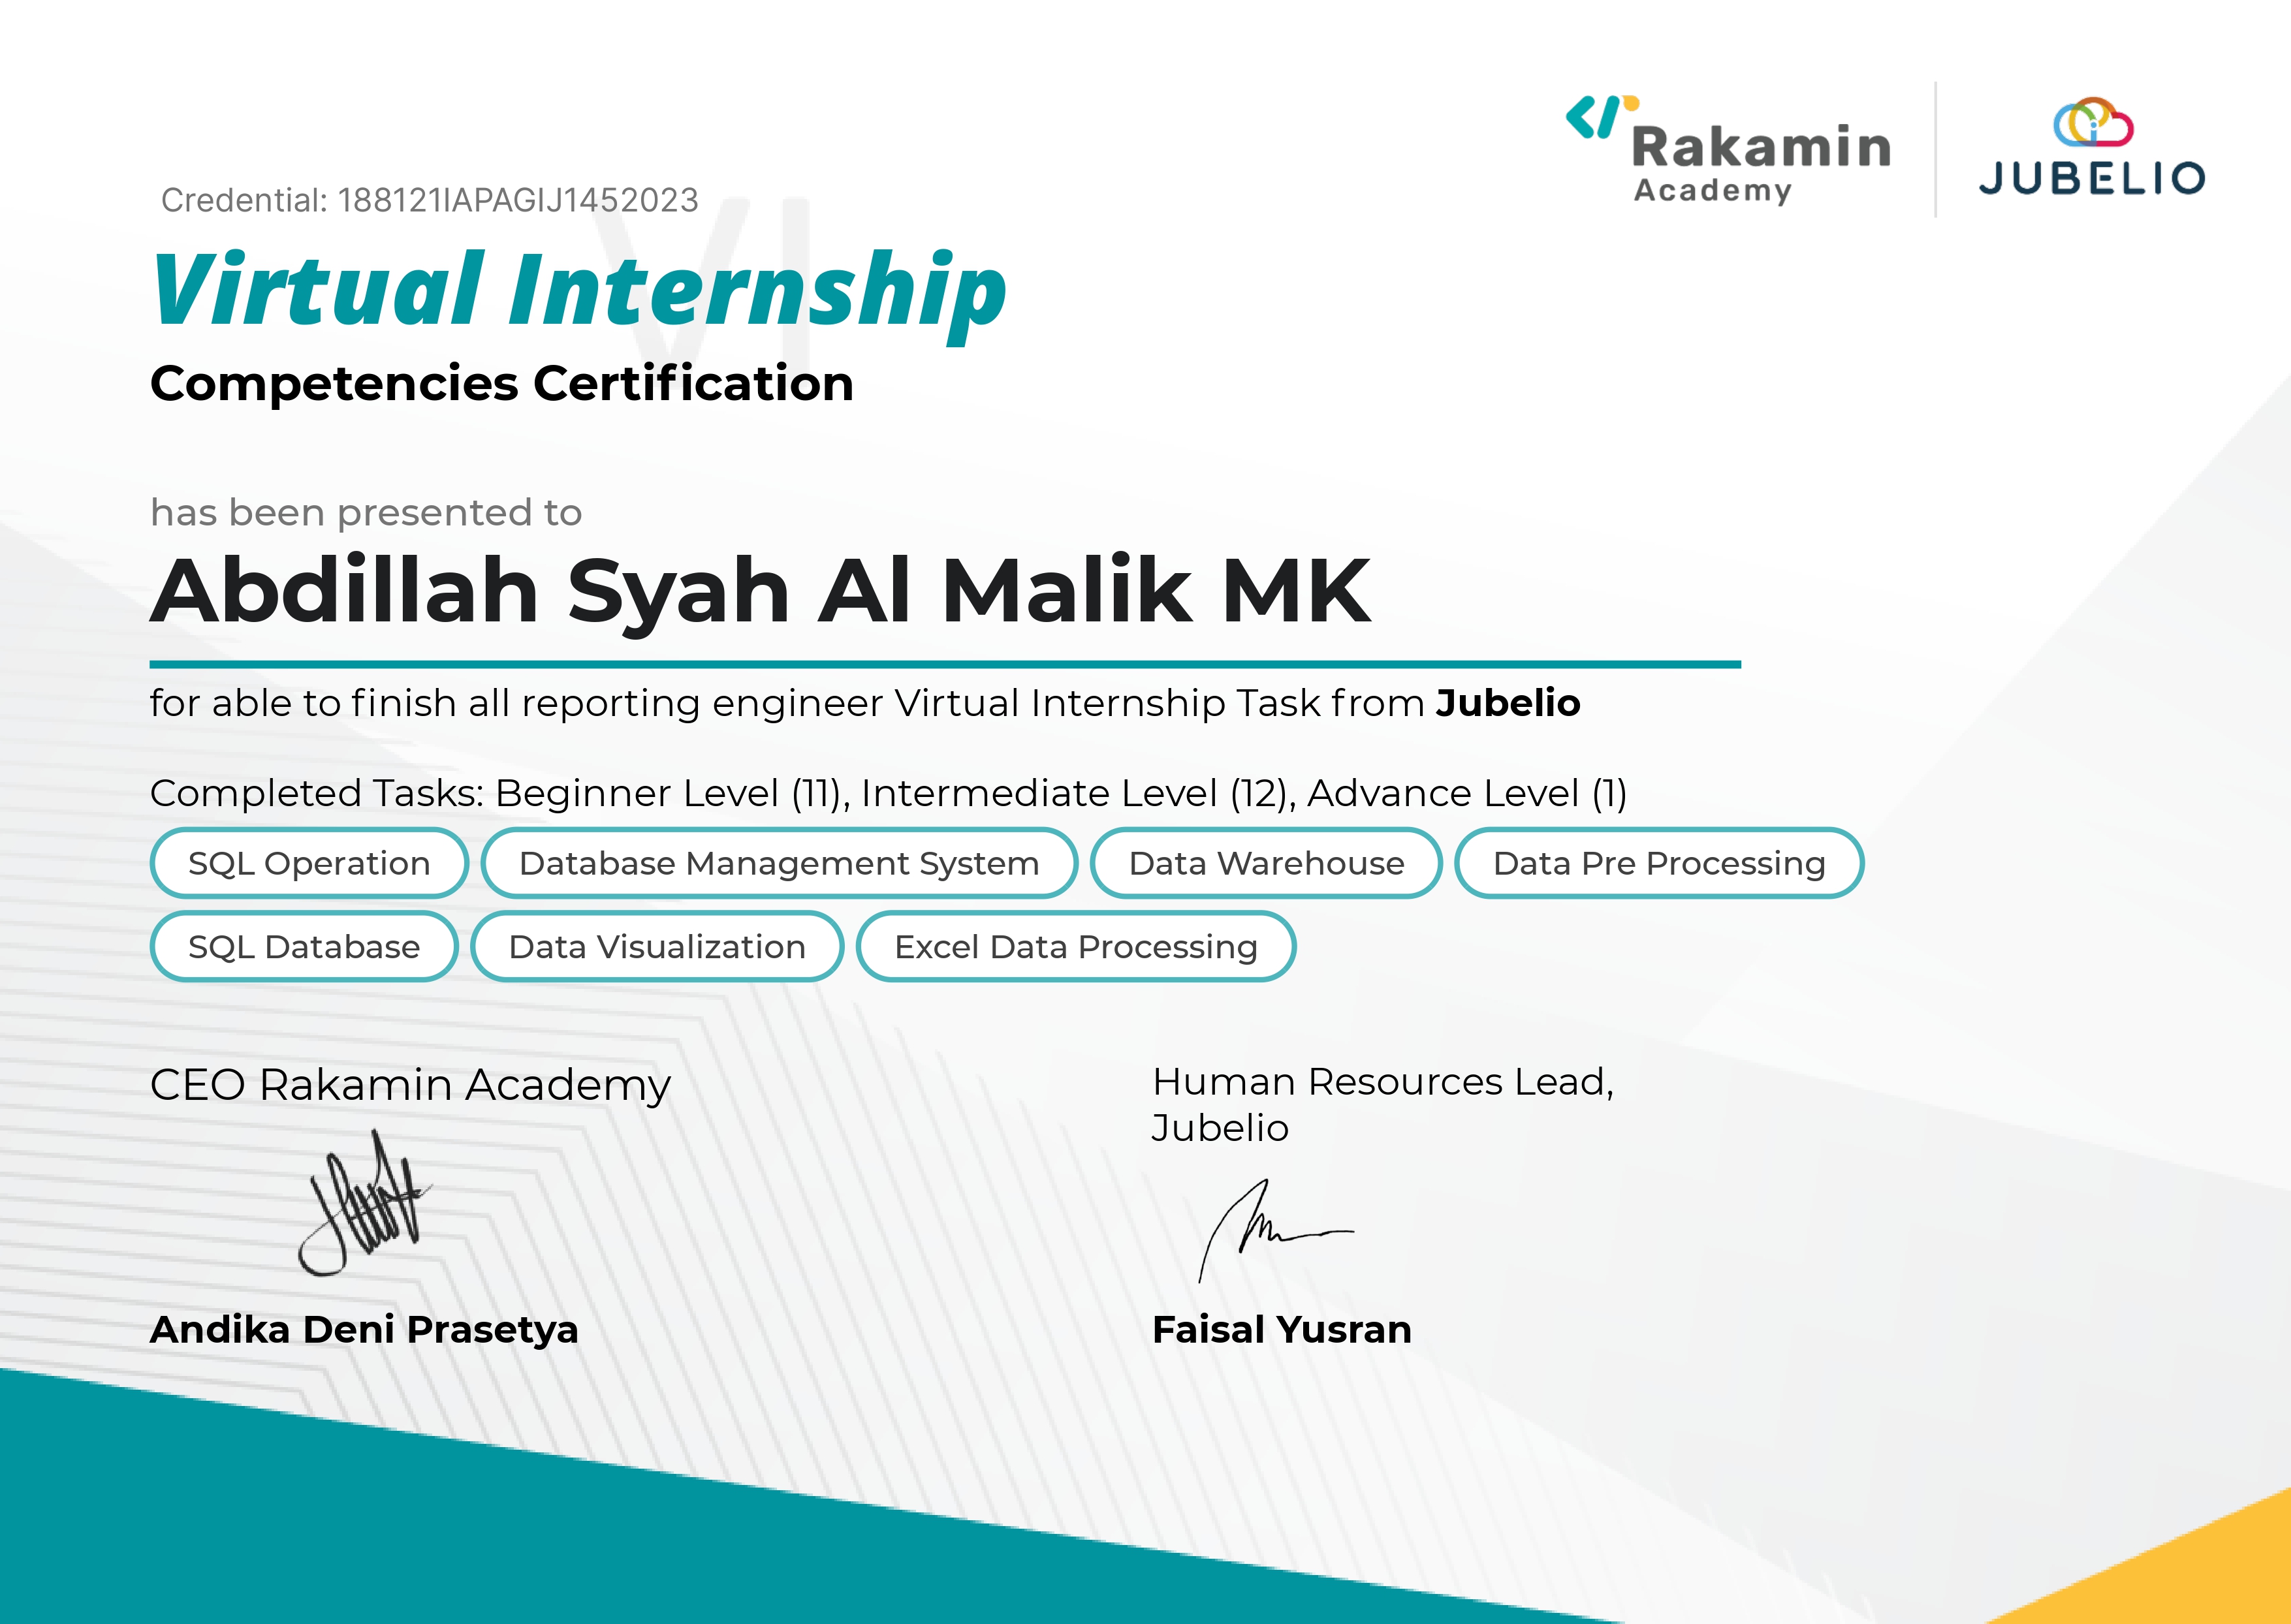 Rakamin
Academy
JUBELIO
Credential: 188121IAPAGIJ1452023
VI
Virtual Internship
Competencies Certification
has been presented to
Abdillah Syah Al Malik MK
for able to finish all reporting engineer Virtual Internship Task from Jubelio
Completed Tasks: Beginner Level (11), Intermediate Level (12), Advance Level (1)
SQL Operation Database Management System Data Warehouse Data Pre Processing
SQL Database Data Visualization Excel Data Processing
CEO Rakamin Academy
Andika Deni Prasetya
Human Resources Lead,
Jubelio
Faisal Yusran